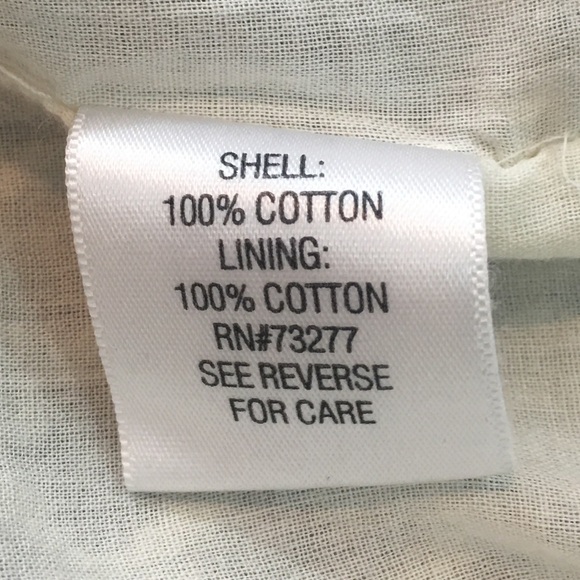 SHELL:
100% COTTON
LINING:
100% COTTON
RN#73277
SEE REVERSE
FOR CARE